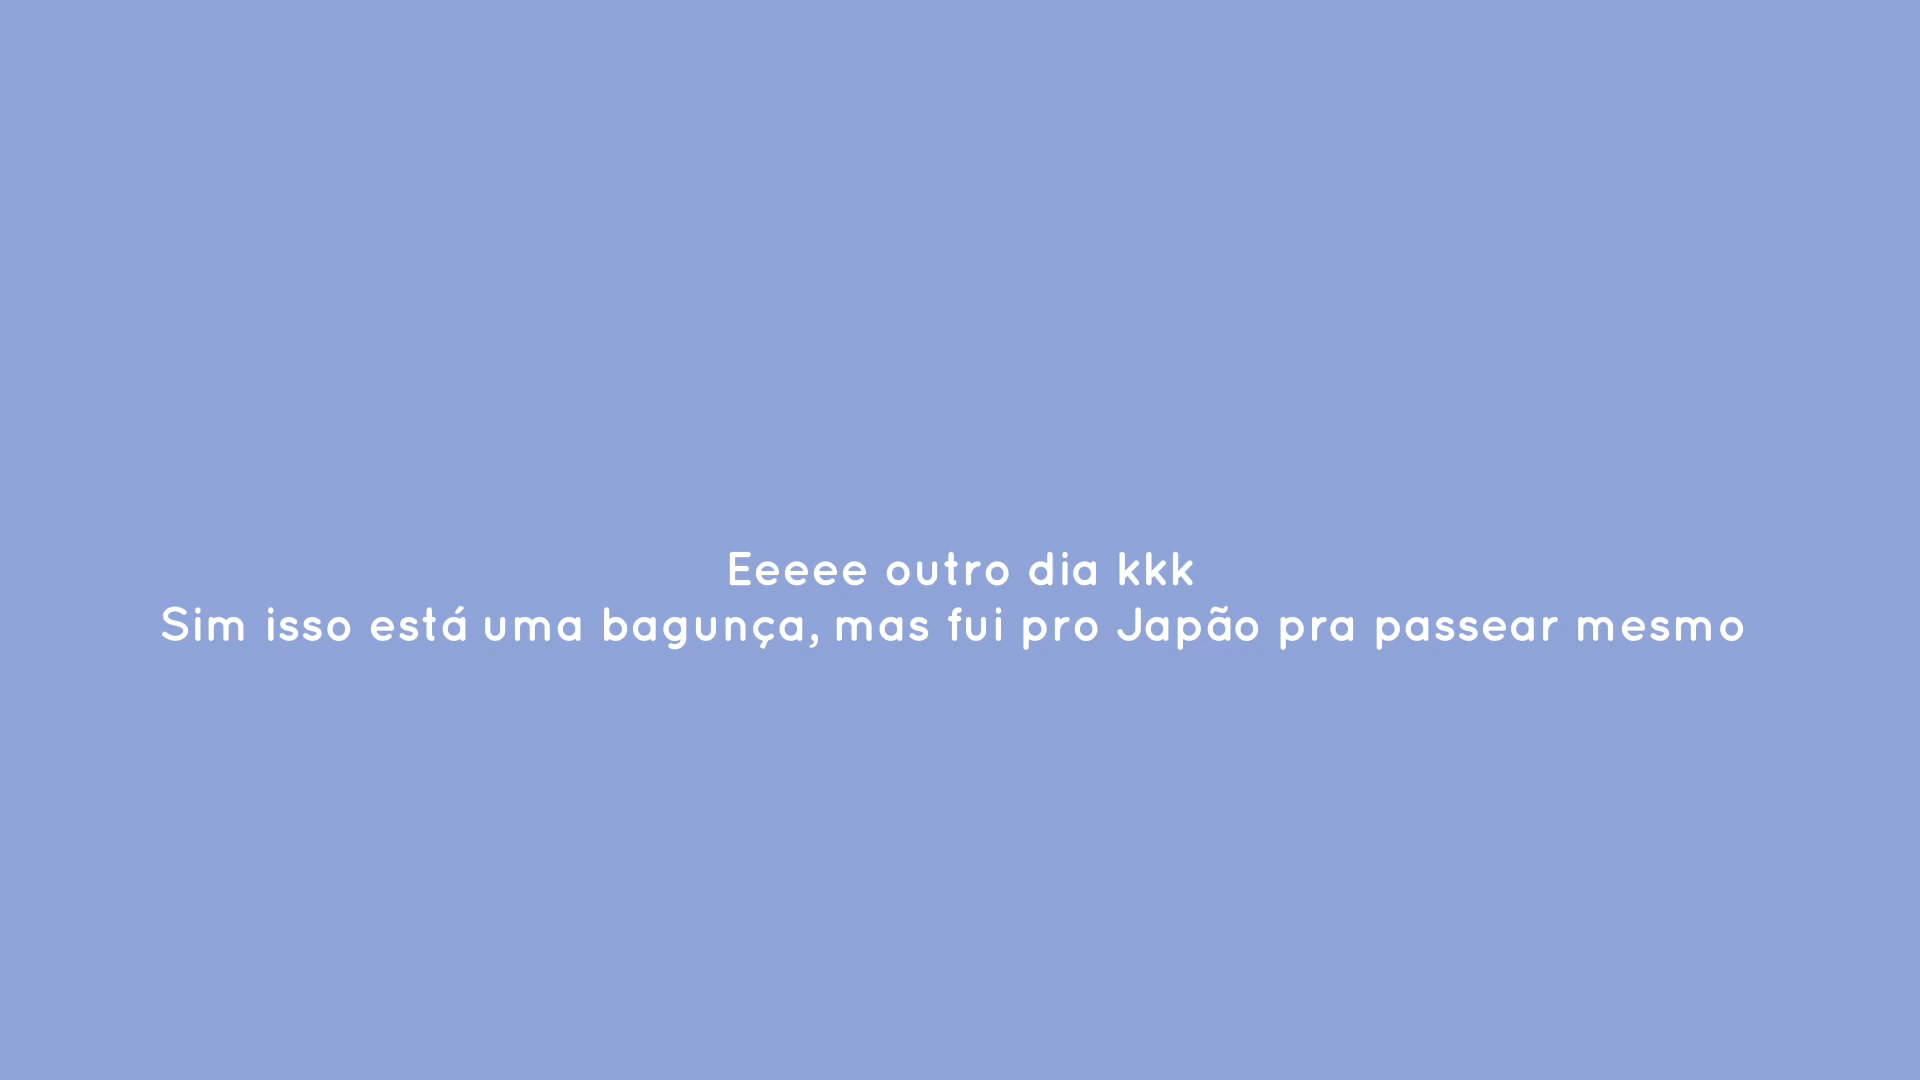 Eeeee outro dia kkk
Sim isso está uma bagunça, mas fui pro Japão pra passear mesmo